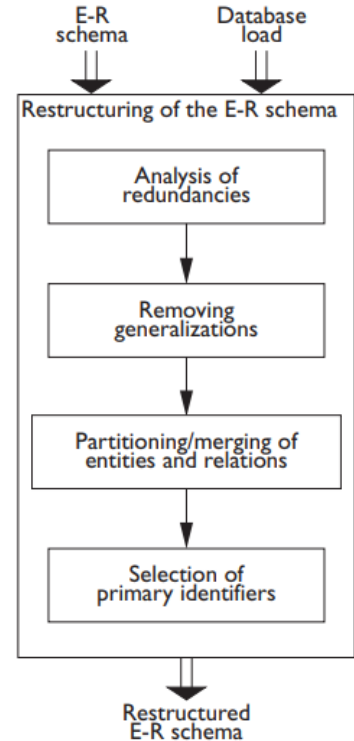 E-R
schema
Database
load
Restructuring of the E-R schema
Analysis of
redundancies
Removing
generalizations
Partitioning/merging of
entities and relations
Selection of
primary identifiers
Restructured
E-R schema